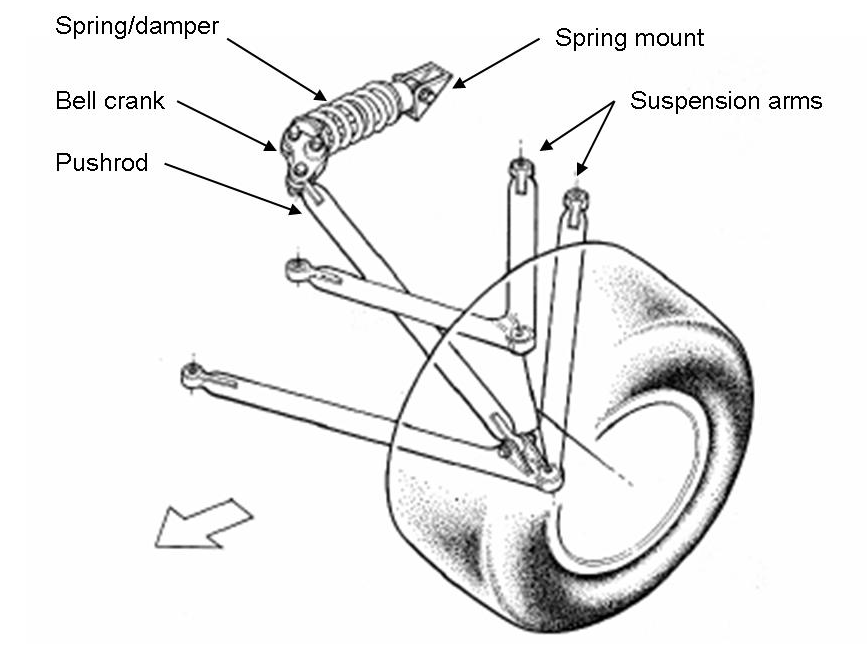 Spring/damper
Spring mount
Bell crank
Suspension arms
Pushrod